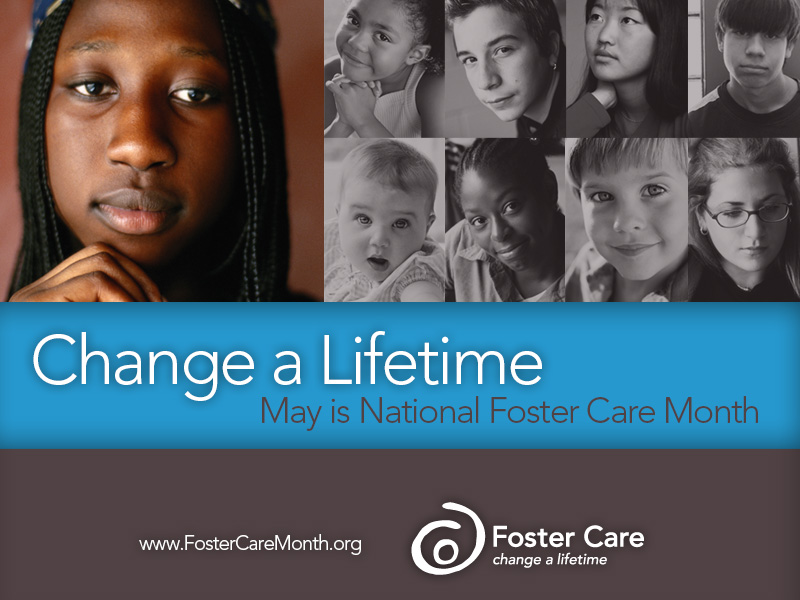 Change a Lifetime
May is National Foster Care Month
www.FosterCareMonth.org
Foster Care
change a lifetime